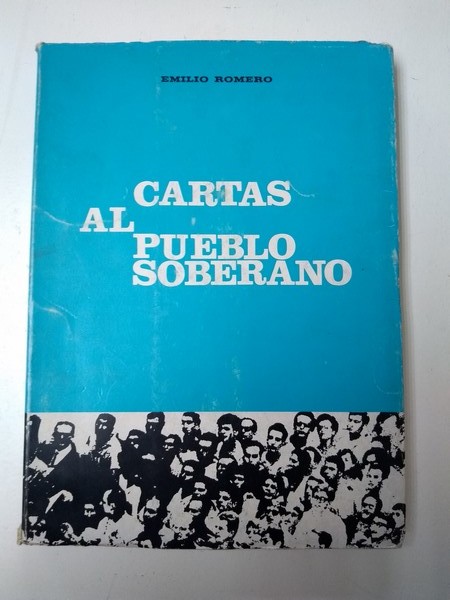 EMILIO ROMERO
CARTAS
AL
PUEBLO
SOBERANO